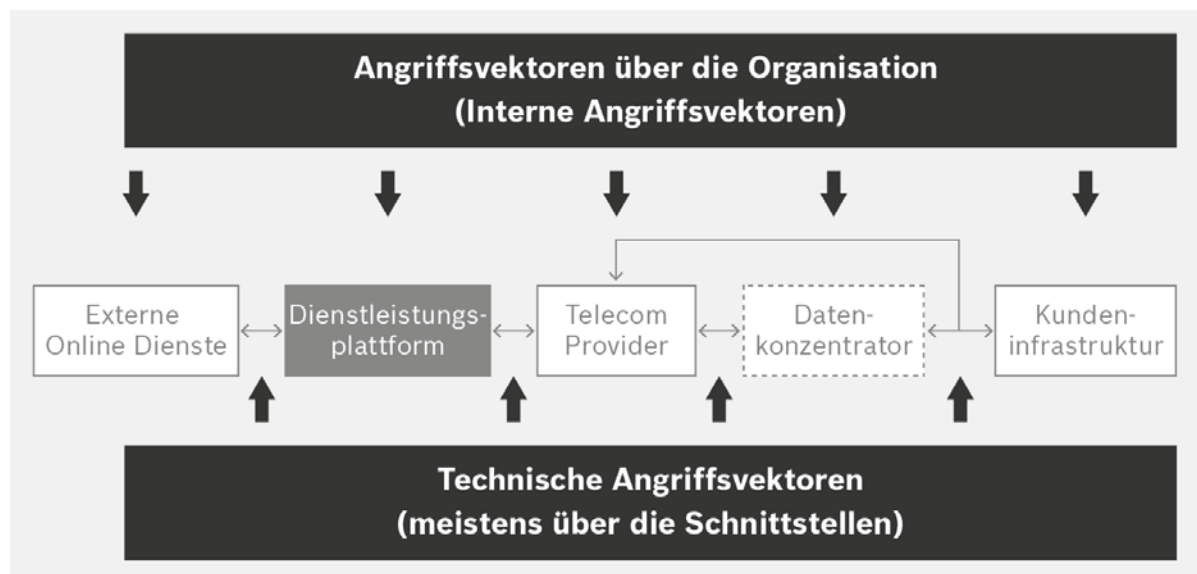 Angriffsvektoren über die Organisation
(Interne Angriffsvektoren)
Externe
Online Dienste
Dienstleistungs-
plattform
Telecom
Provider
Daten-
konzentrator
Kunden-
infrastruktur
Technische Angriffsvektoren
(meistens über die Schnittstellen)